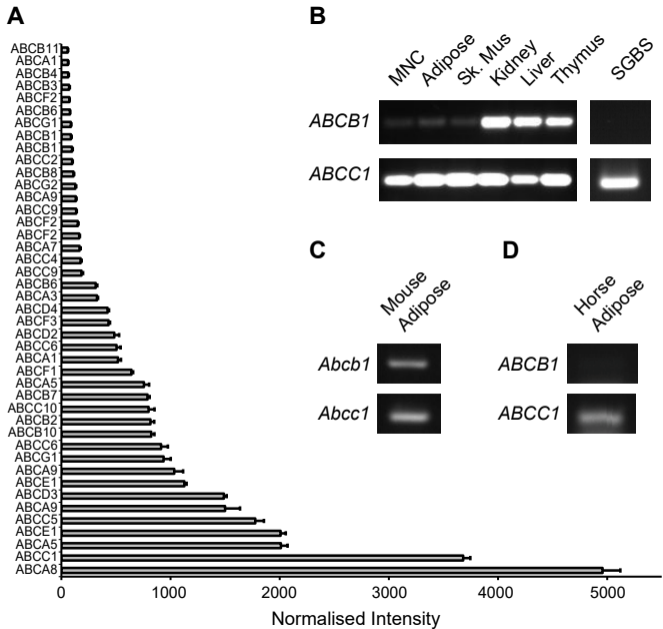 A
ABCB11
ABCA1
ABCB4
ABCB3
ABCF2
ABCB6
ABCG1
ABCB1
ABCB1
ABCC2
ABCB8
ABCG2
ABCA9
ABCC9
ABCF2
ABCF2
ABCA7
ABCC4
ABCC9
ABCB6
ABCA3
ABCD4
ABCF3
ABCD2
ABCC6
ABCA1
ABCF1
ABCA5
ABCB7
ABCC10
ABCB2
ABCB10
ABCC6
ABCG1
ABCA9
ABCE1
ABCD3
ABCA9
ABCC5
ABCE1
ABCA5
ABCC1
ABCA8
0 1000 2000 3000 4000 5000
Normalised Intensity
B
MNC Adipose Sk. Mus Kidney Liver Thymus SGBS
ABCB1
ABCC1
C
Mouse
Adipose
Abcb1
Abcc1
D
Horse
Adipose
ABCB1
ABCC1